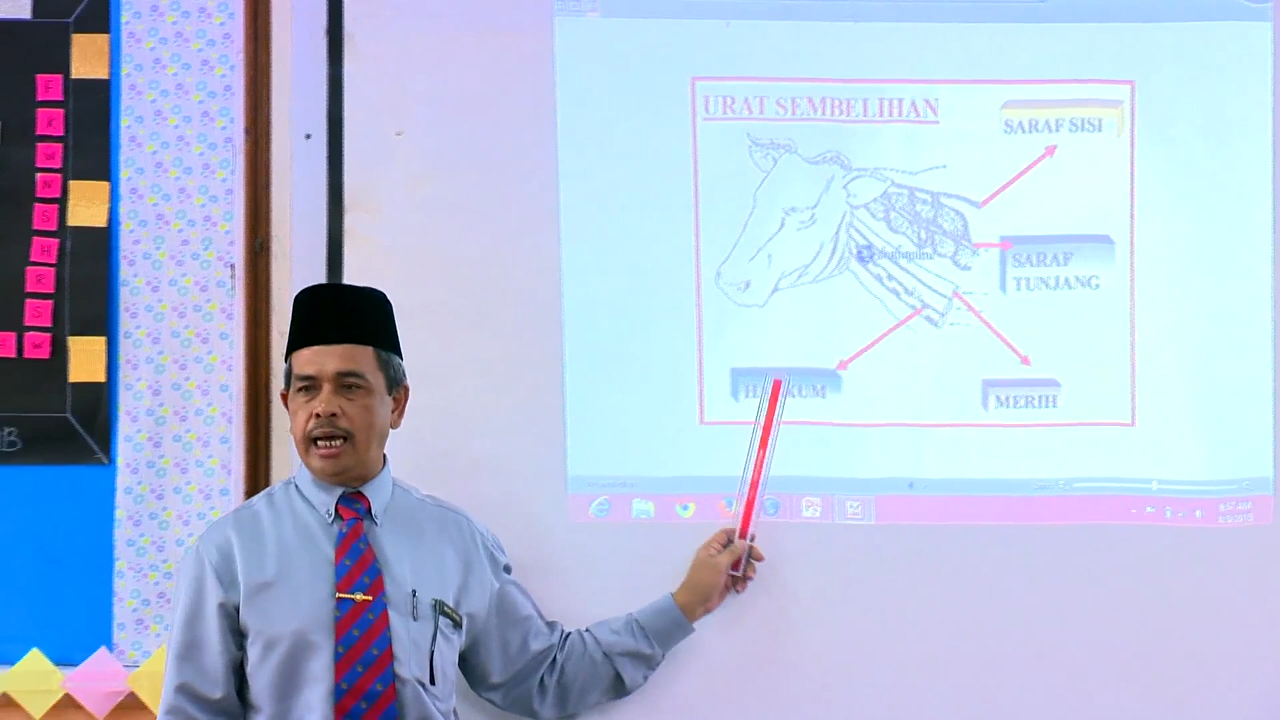 F
K
W
N
S
H
R
S
W
URAT SEMBELIHAN
SARAF SISI
SARAF
TUNJANG
MERIH